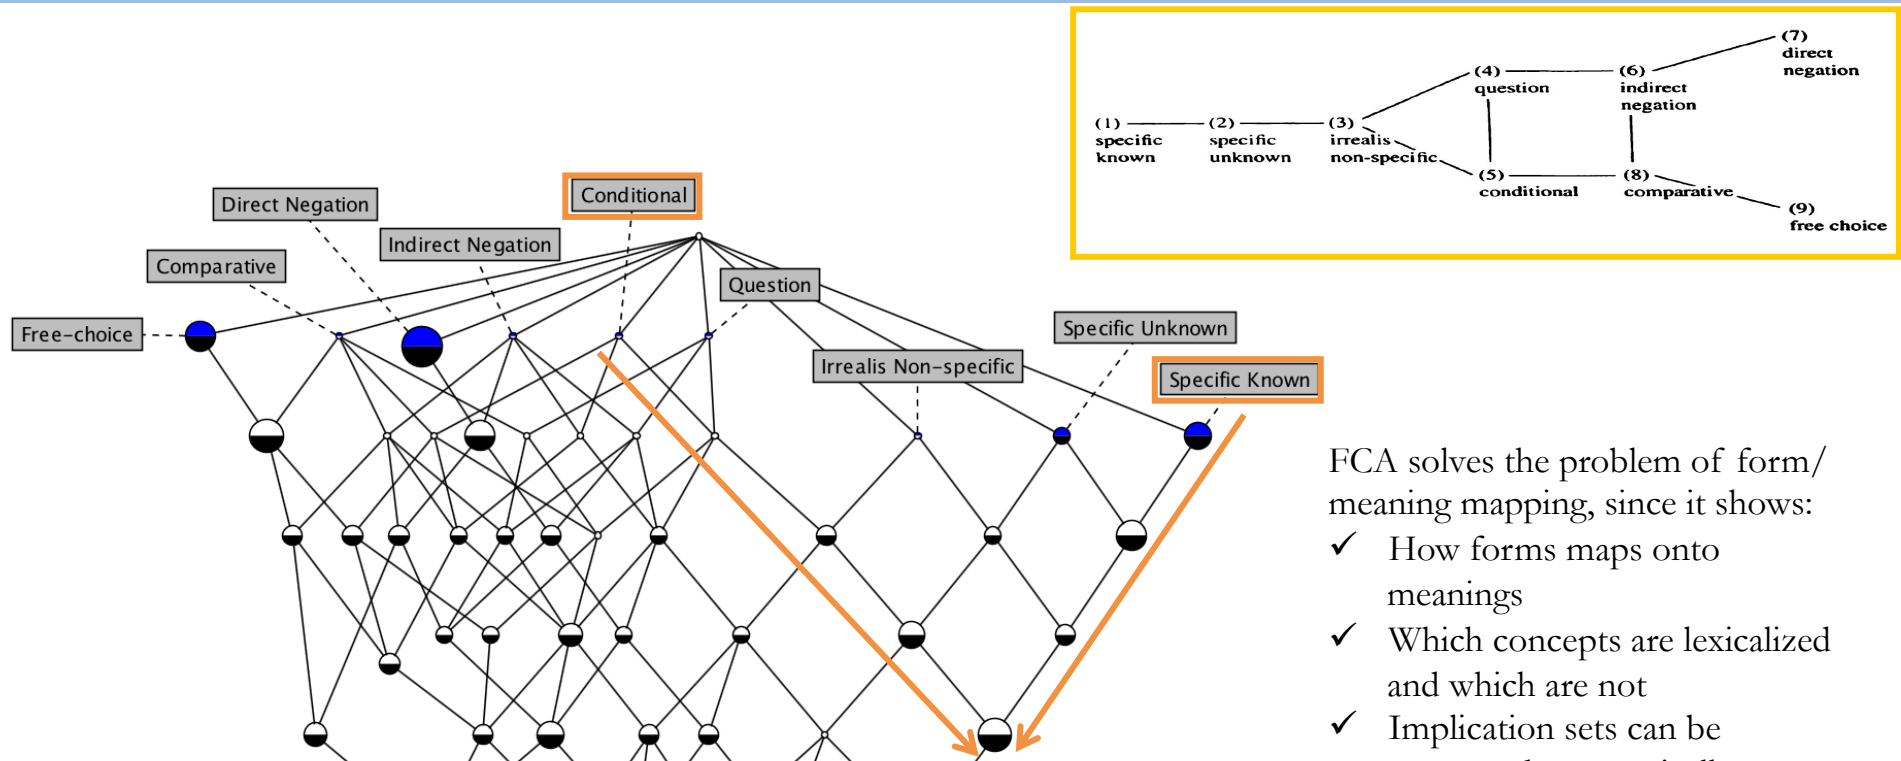 (7)
direct
negation
(4)
question
(6)
indirect
negation
(1)
specific
known
(2)
specific
unknown
(3)
irrealis
non-specific
(5)
conditional
(8)
comparative
(9)
free choice
Conditional
Direct Negation
Indirect Negation
Comparative
Question
Free-choice
Specific Unknown
Irrealis Non-specific
Specific Known
FCA solves the problem of form/
meaning mapping, since it shows:
✓ How forms maps onto
meanings
✓ Which concepts are lexicalized
and which are not
✓ Implication sets can be